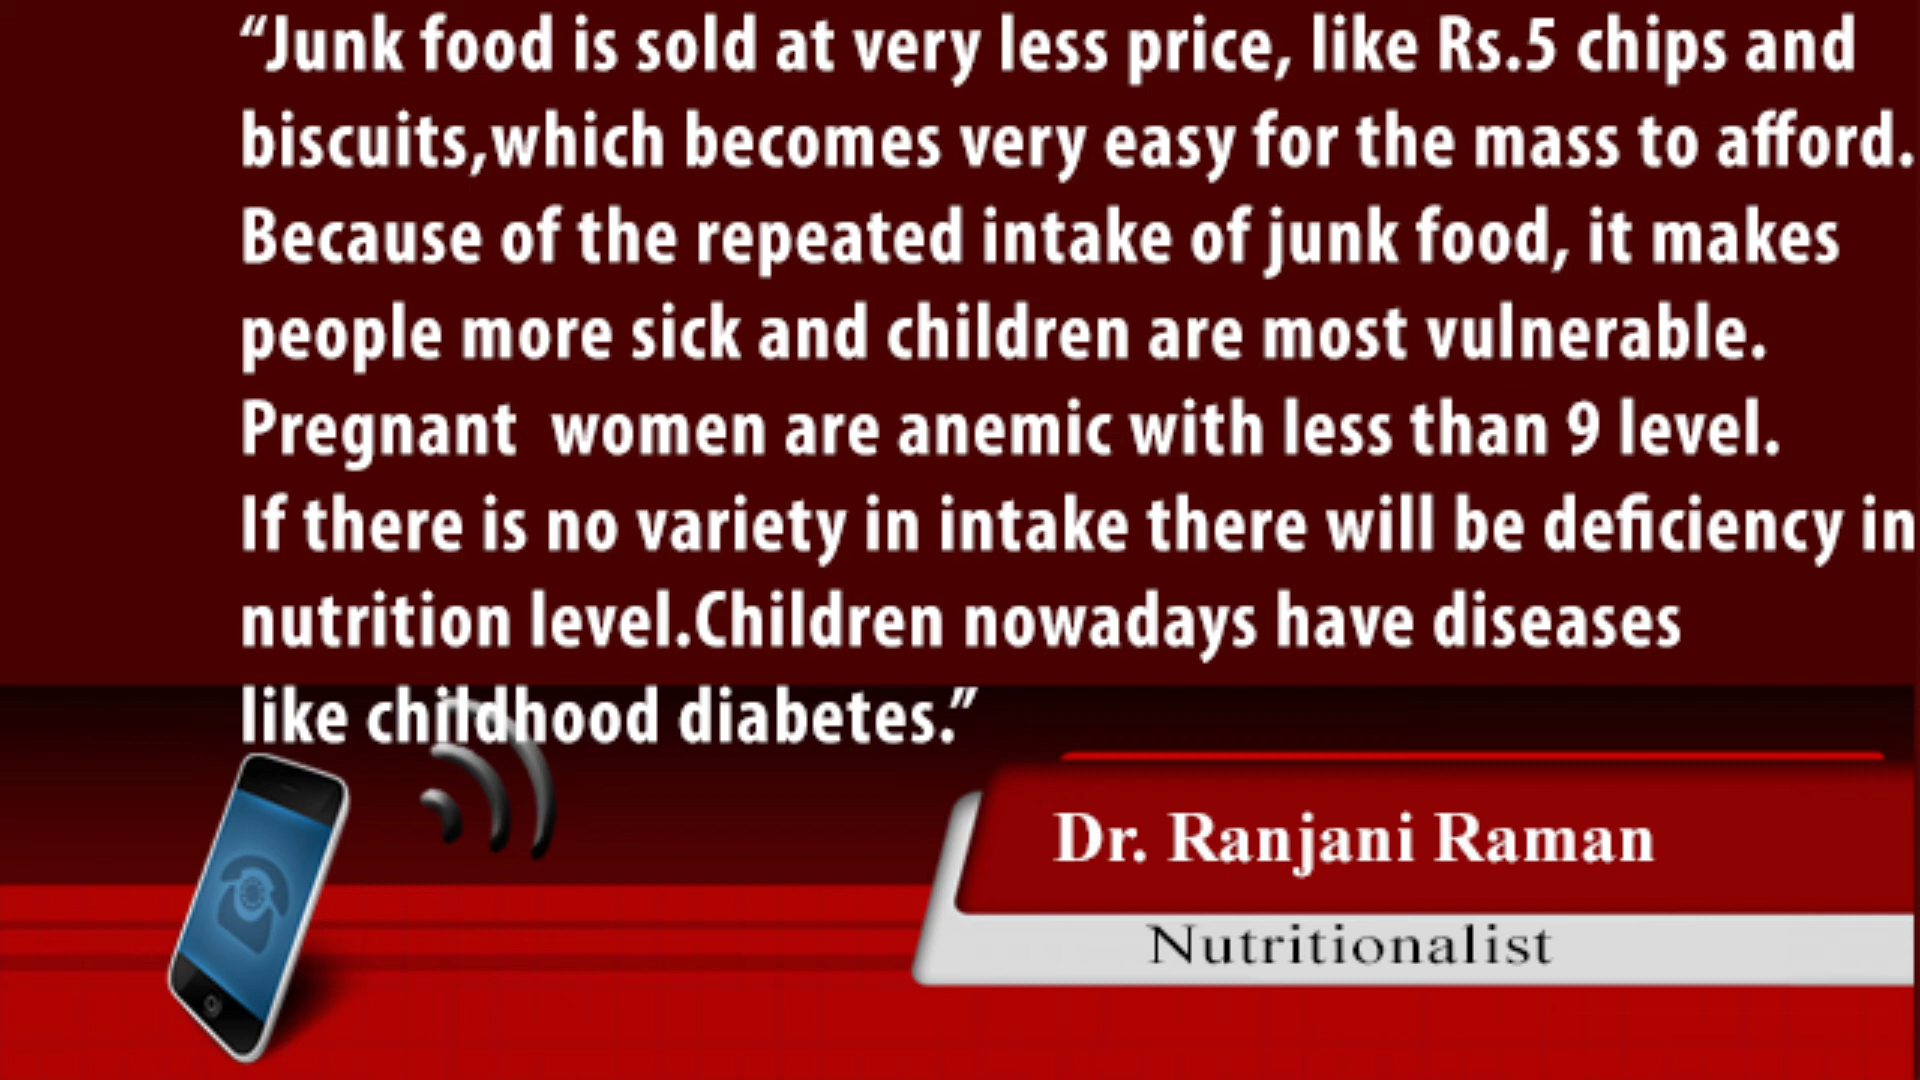 “Junk food is sold at very less price, like Rs.5 chips and
biscuits,which becomes very easy for the mass to afford.
Because of the repeated intake of junk food, it makes
people more sick and children are most vulnerable.
Pregnant  women are anemic with less than 9 level.
If there is no variety in intake there will be deficiency in
nutrition level.Children nowadays have diseases
like childhood diabetes.”
Dr. Ranjani Raman
Nutritionalist